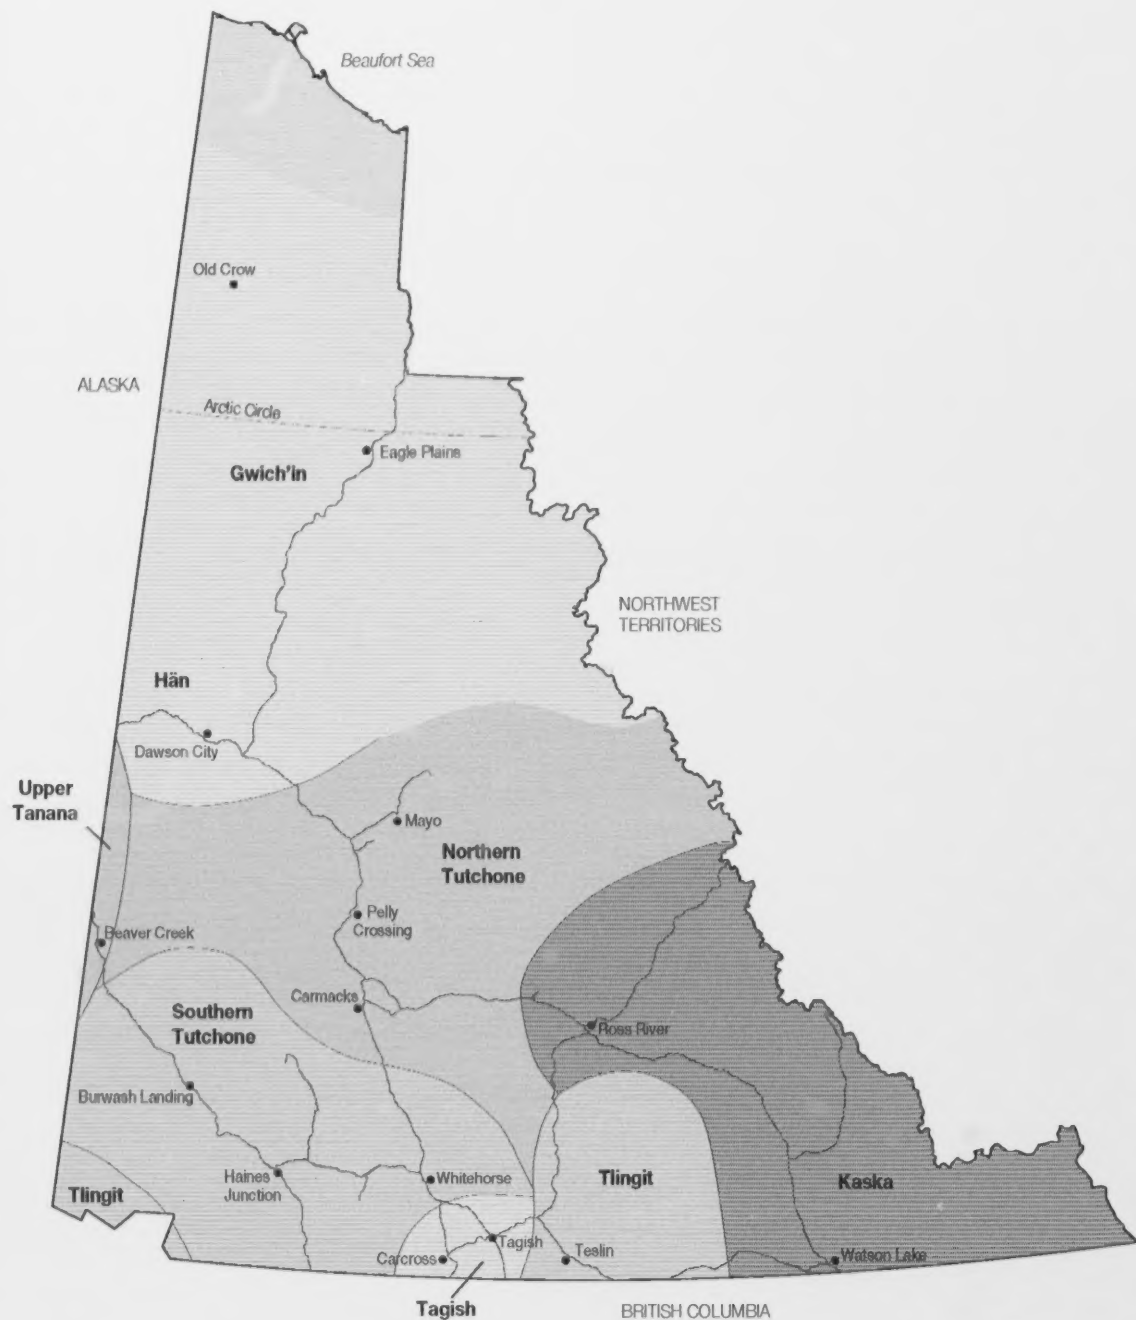 Beaufort Sea
Old Crow
ALASKA
Arctic Circle
Eagle Plains
Gwich'in
NORTHWEST
TERRITORIES
Hän
Dawson City
Upper
Tanana
Mayo
Northern
Tutchone
Pelly
Crossing
Beaver Creek
Carmacks
Southern
Tutchone
Ross River
Burwash Landing
Haines
Junction
Whitehorse
Tlingit
Tlingit
Kaska
Tagish
Carcross
Teslin
Watson Lake
Tagish
BRITISH COLUMBIA